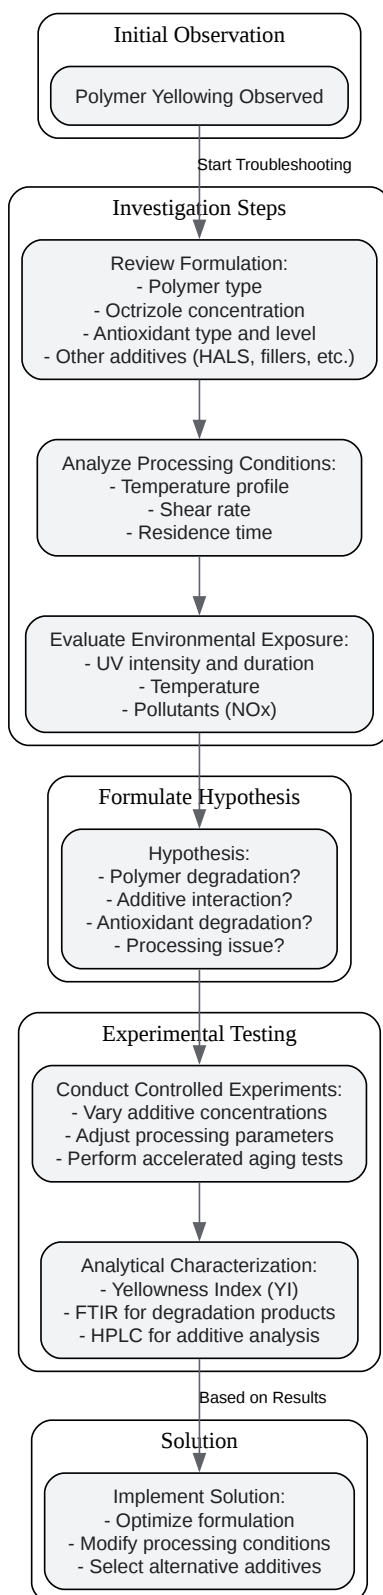 Initial Observation
Polymer Yellowing Observed
Start Troubleshooting
Investigation Steps
Review Formulation:
- Polymer type
- Octrizole concentration
- Antioxidant type and level
- Other additives (HALS, fillers, etc.)
Analyze Processing Conditions:
- Temperature profile
- Shear rate
- Residence time
Evaluate Environmental Exposure:
- UV intensity and duration
- Temperature
- Pollutants (NOx)
Formulate Hypothesis
Hypothesis:
- Polymer degradation?
- Additive interaction?
- Antioxidant degradation?
- Processing issue?
Experimental Testing
Conduct Controlled Experiments:
- Vary additive concentrations
- Adjust processing parameters
- Perform accelerated aging tests
Analytical Characterization:
- Yellowness Index (YI)
- FTIR for degradation products
- HPLC for additive analysis
Based on Results
Solution
Implement Solution:
- Optimize formulation
- Modify processing conditions
- Select alternative additives